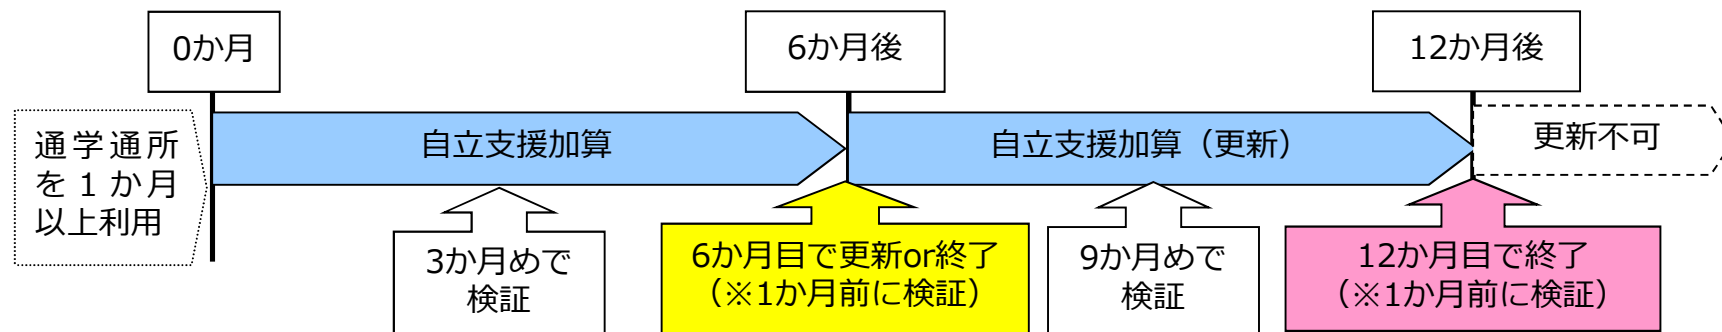 0か月
6か月後
12か月後
通学通所
を１か月
以上利用
自立支援加算
自立支援加算（更新）
更新不可
3か月めで
検証
6か月目で更新or終了
（※1か月前に検証）
9か月めで
検証
12か月目で終了
（※1か月前に検証）